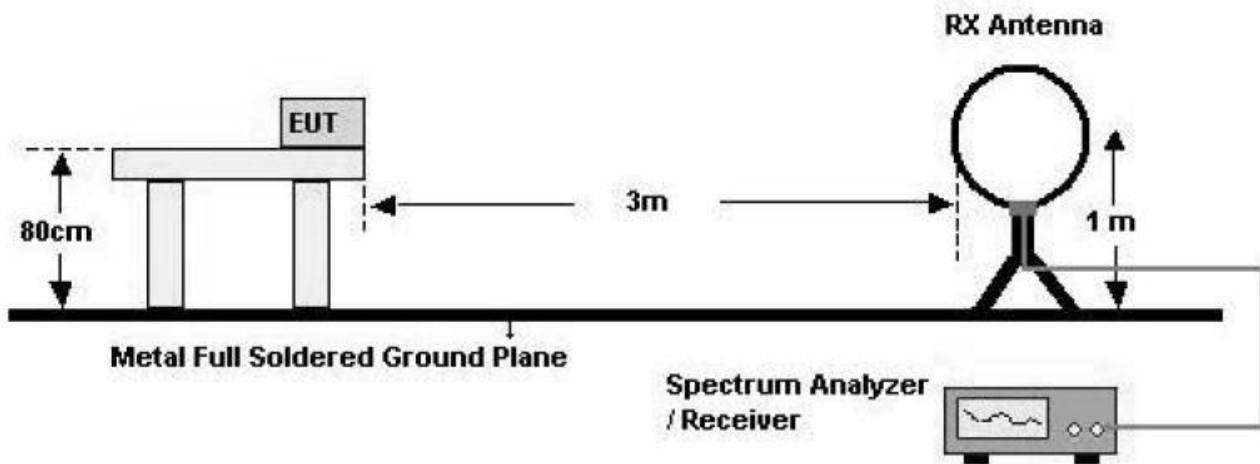 RX Antenna
EUT
80cm
3m
1 m
Metal Full Soldered Ground Plane
Spectrum Analyzer
/ Receiver